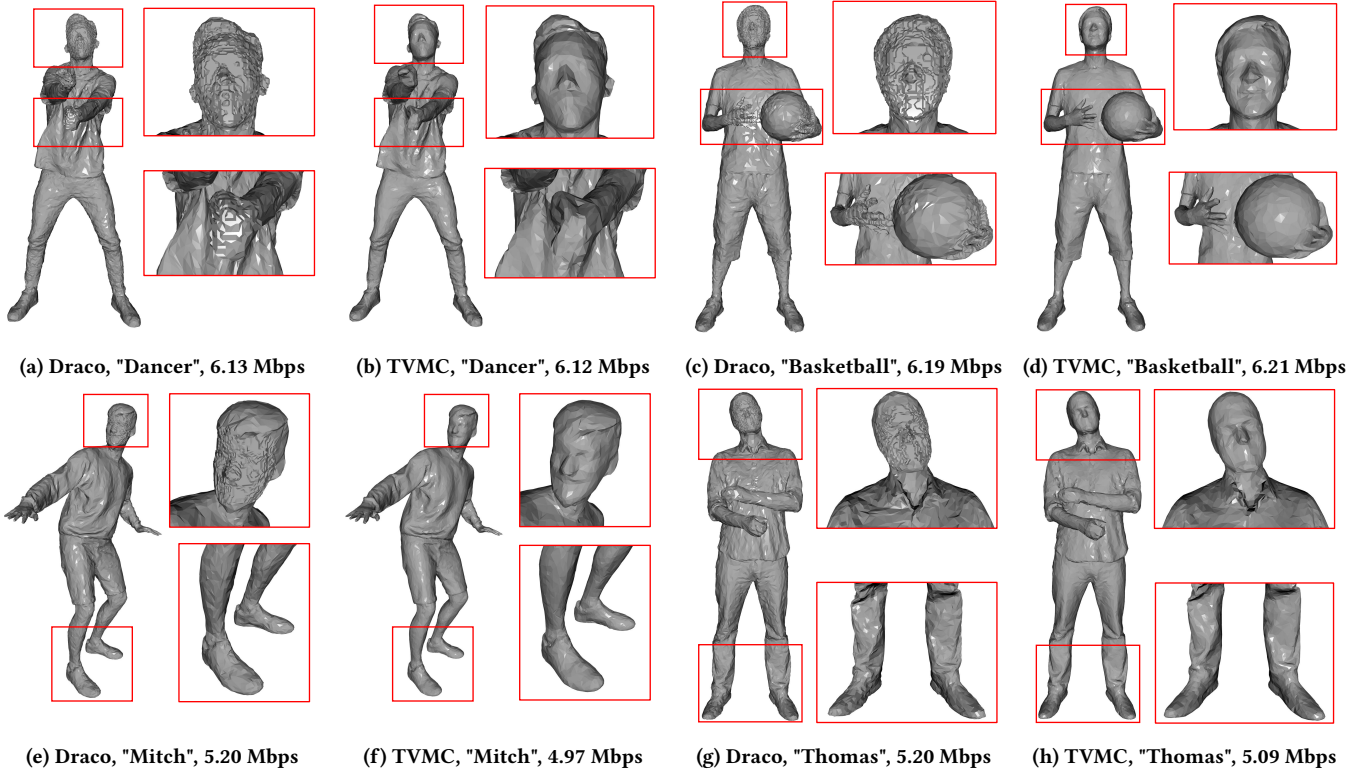 (a) Draco, "Dancer", 6.13 Mbps
(b) TVMC, "Dancer", 6.12 Mbps
(c) Draco, "Basketball", 6.19 Mbps
(d) TVMC, "Basketball", 6.21 Mbps
(e) Draco, "Mitch", 5.20 Mbps
(f) TVMC, "Mitch", 4.97 Mbps
(g) Draco, "Thomas", 5.20 Mbps
(h) TVMC, "Thomas", 5.09 Mbps